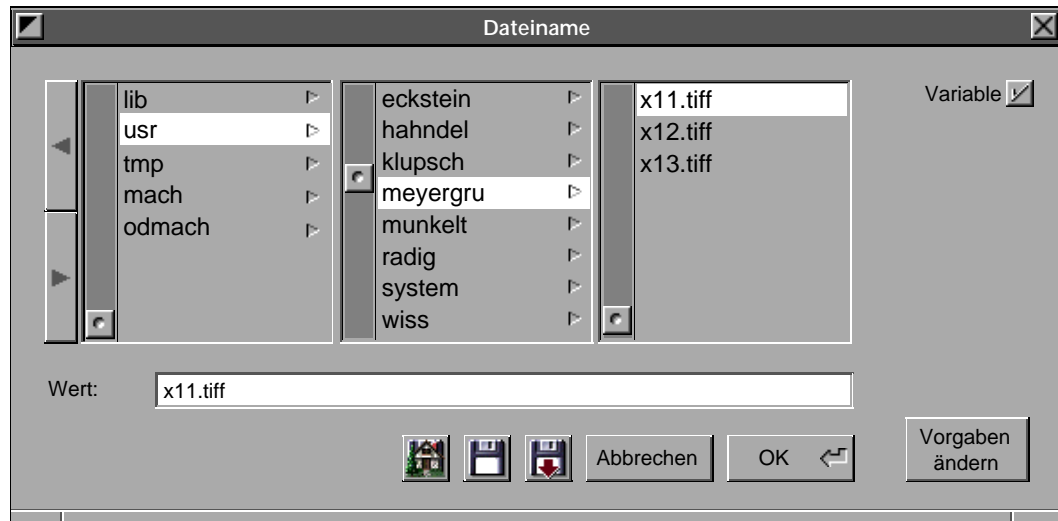 Dateiname
lib
usr
tmp
mach
odmach
eckstein
hahndel
klupsch
meyergru
munkelt
radig
system
wiss
x11.tiff
x12.tiff
x13.tiff
Variable
Wert:
x11.tiff
Abbrechen
OK
Vorgaben
ändern